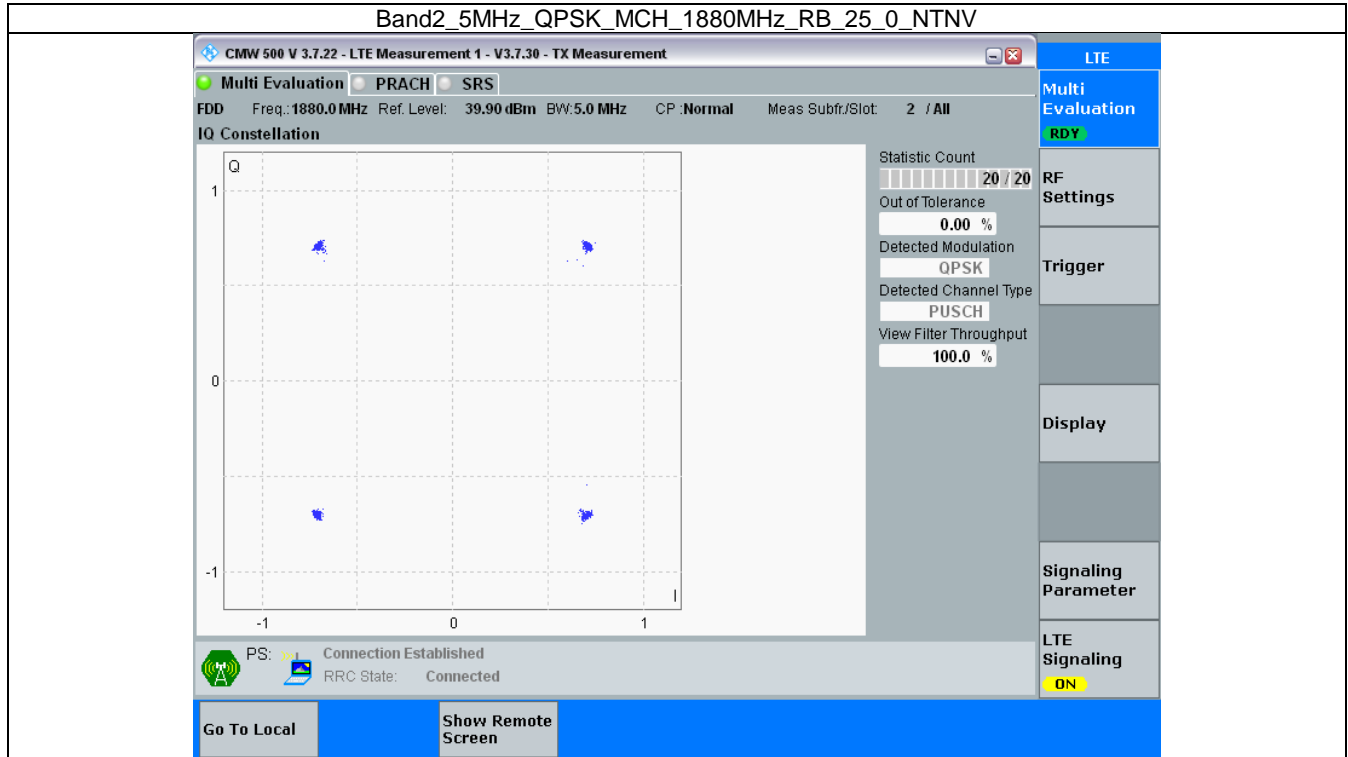 Band2_5MHz_QPSK_MCH_1880MHz_RB_25_0_NTNV
CMW 500 V 3.7.22 - LTE Measurement 1 - V3.7.30 - TX Measurement
LTE
Multi Evaluation PRACH SRS
Multi
Evaluation
RDY
FDD Freq.:1880.0 MHz Ref. Level: 39.90 dBm BW:5.0 MHz CP :Normal Meas Subfr./Slot: 2 / All
IQ Constellation
Q
1
0
-1
I
-1 0 1
Statistic Count
20 / 20
Out of Tolerance
0.00 %
Detected Modulation
QPSK
Detected Channel Type
PUSCH
View Filter Throughput
100.0 %
RF
Settings
Trigger
Display
Signaling
Parameter
LTE
Signaling
ON
PS: Connection Established
RRC State: Connected
Go To Local
Show Remote
Screen